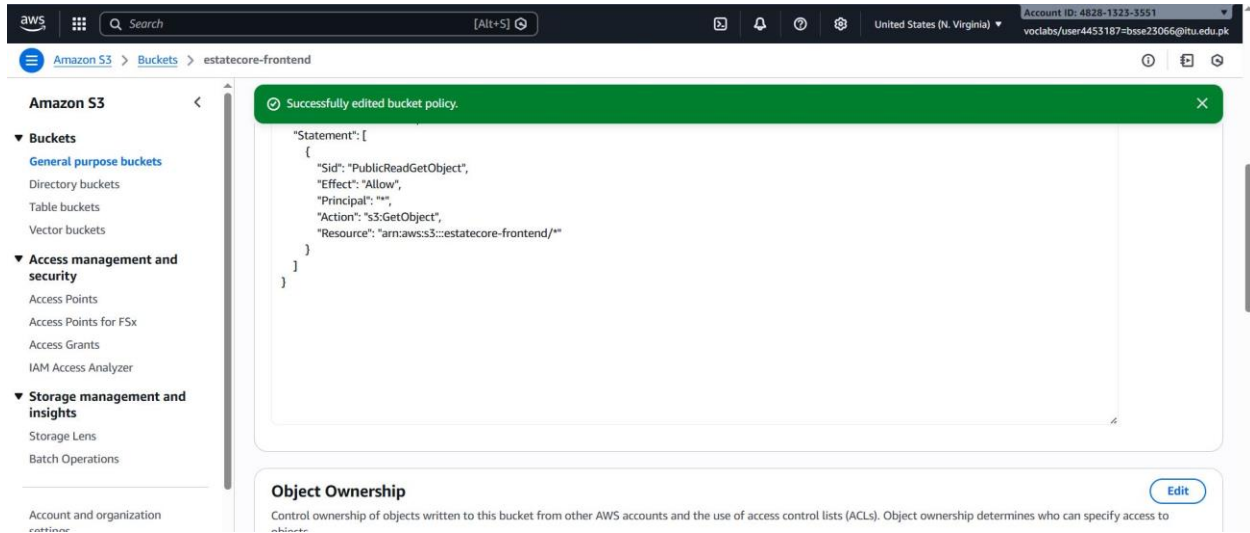 aws
Search
[Alt+S]
United States (N. Virginia)
Account ID: 4828-1323-3551
voclabs/user4453187=bsse23066@itu.edu.pk
Amazon S3 > Buckets > estatecore-frontend
Amazon S3
Buckets
General purpose buckets
Directory buckets
Table buckets
Vector buckets
Access management and
security
Access Points
Access Points for FSx
Access Grants
IAM Access Analyzer
Storage management and
insights
Storage Lens
Batch Operations
Account and organization
settings
Successfully edited bucket policy.
"Statement": [
{
"Sid": "PublicReadGetObject",
"Effect": "Allow",
"Principal": "*",
"Action": "s3:GetObject",
"Resource": "arn:aws:s3:::estatecore-frontend/*"
}
]
}
Object Ownership
Edit
Control ownership of objects written to this bucket from other AWS accounts and the use of access control lists (ACLs). Object ownership determines who can specify access to
objects.